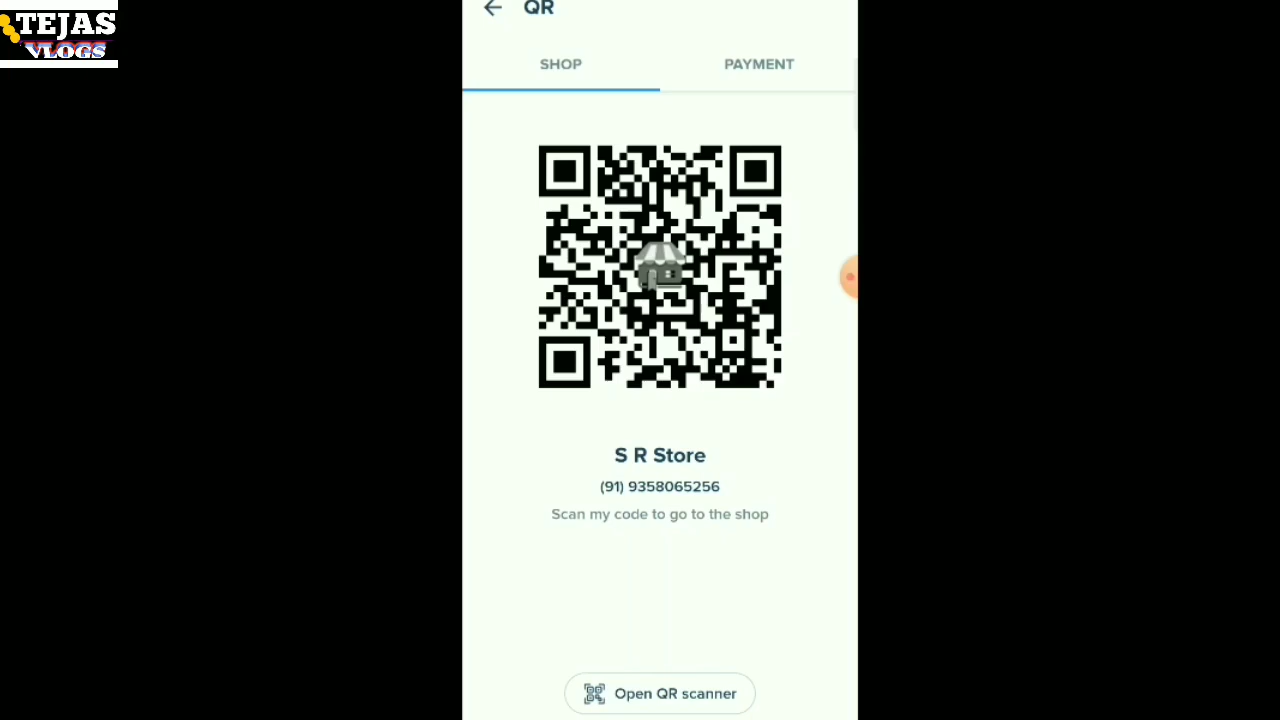 TEJAS
VLOGS
QR
SHOP
PAYMENT
S R Store
(91) 9358065256
Scan my code to go to the shop
Open QR scanner